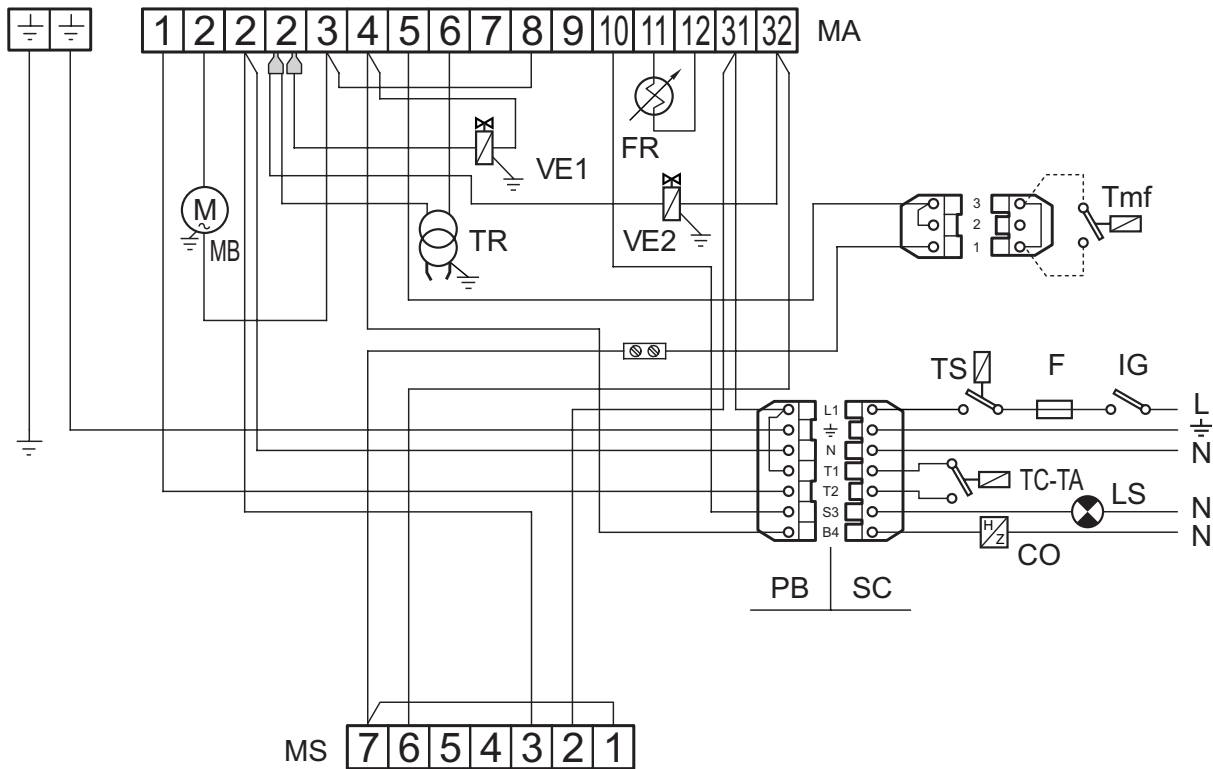 1 2 2 2 3 4 5 6 7 8 9 10 11 12 31 32 MA
FR
VE1
VE2
M
MB
TR
3
2
1
Tmf
TS F IG
L1 L
N N
T1
T2
TC-TA
S3 LS N
B4 N
H
Z
CO
PB SC
MS 7 6 5 4 3 2 1